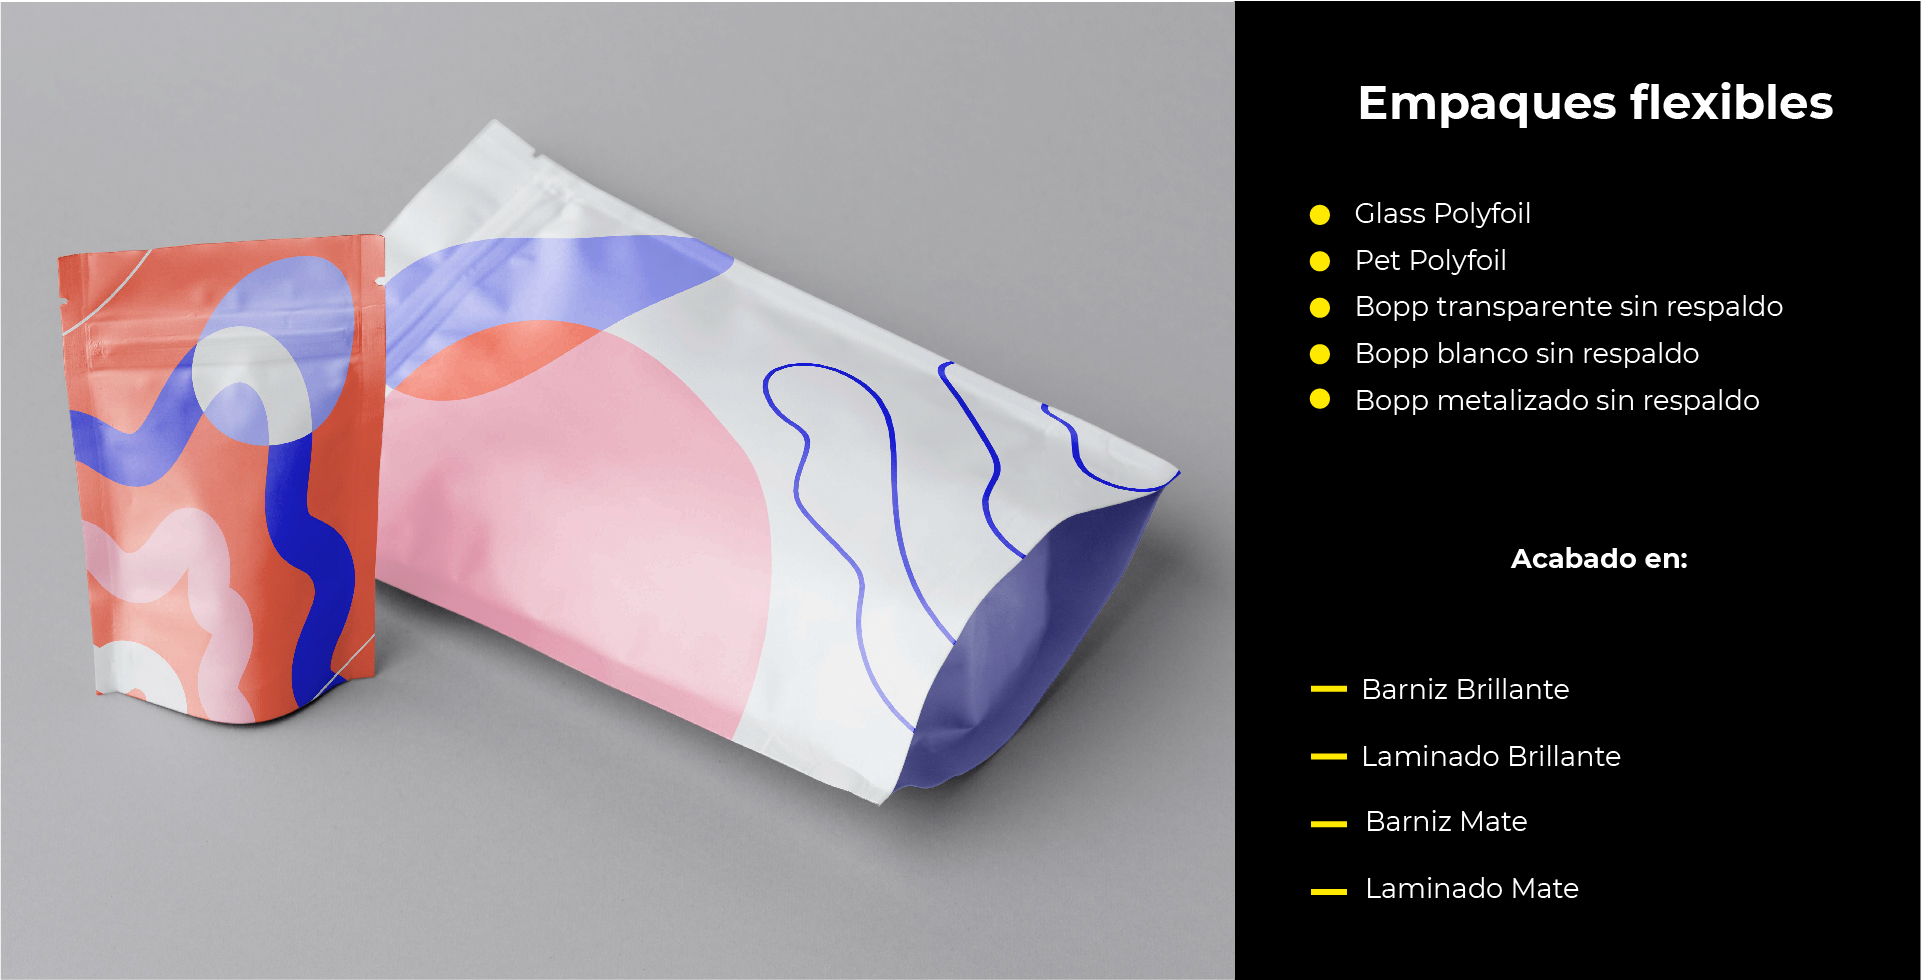 Empaques flexibles
Glass Polyfoil
Pet Polyfoil
Bopp transparente sin respaldo
Bopp blanco sin respaldo
Bopp metalizado sin respaldo
Acabado en:
Barniz Brillante
Laminado Brillante
Barniz Mate
Laminado Mate